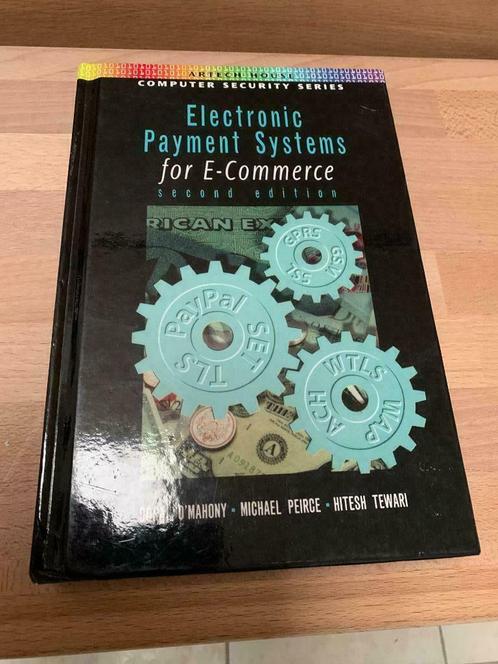 ARTECH HOUSE
COMPUTER SECURITY SERIES
Electronic
Payment Systems
for E-Commerce
second edition
RICAN EX
GPRS
GSM
SSL
PayPal
SET
TLS
WTLS
WAP
ACH
A
A0918
O'MAHONY • MICHAEL PEIRCE • HITESH TEWARI